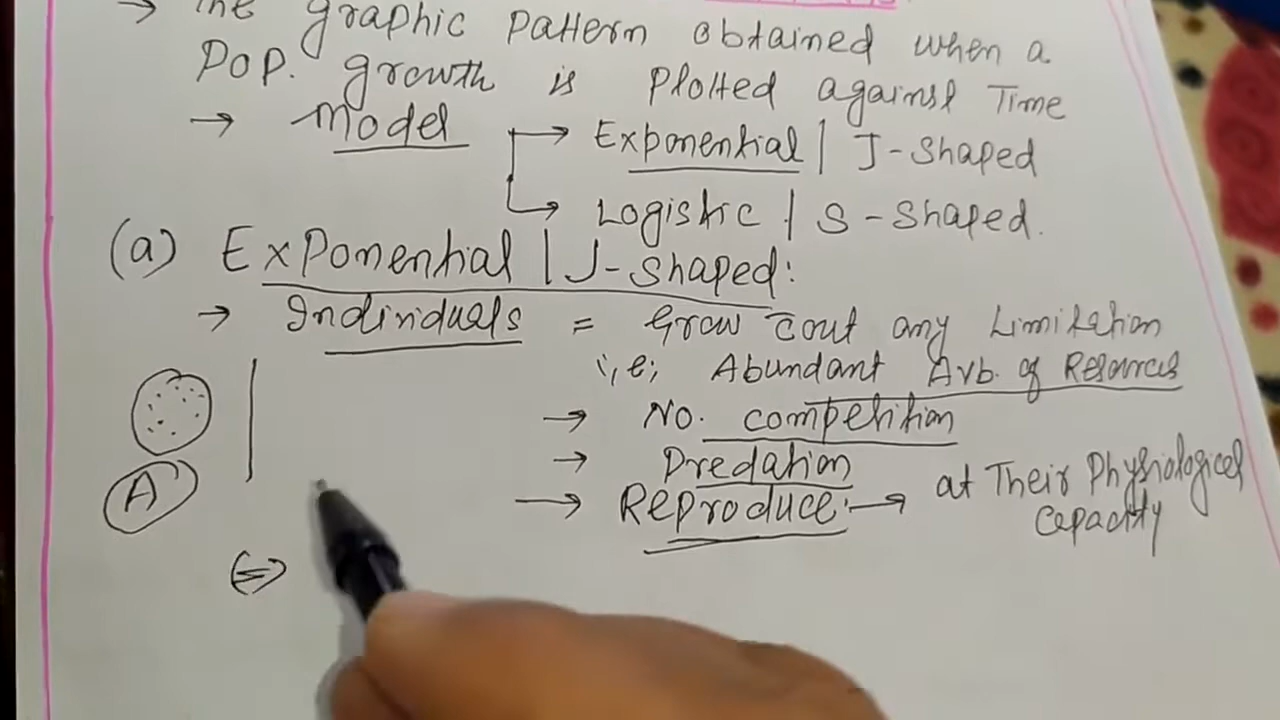 → The graphic pattern obtained when a
Pop. growth is plotted against Time
→ Model → Exponential | J-Shaped
→ Logistic | S-Shaped.
(a) Exponential | J-Shaped:
→ Individuals = Grow c̄out any Limitation
i,e; Abundant Avb. of Resources
→ No. competition
→ Predation
→ Reproduce:→ at Their Physiological
capacity
A